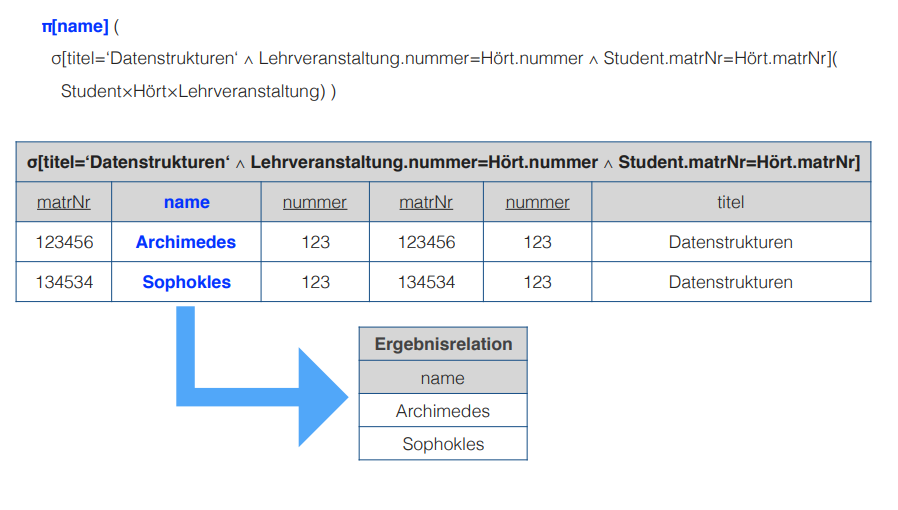 π[name] (
σ[titel=‘Datenstrukturen‘ ∧ Lehrveranstaltung.nummer=Hört.nummer ∧ Student.matrNr=Hört.matrNr](
Student×Hört×Lehrveranstaltung) )
σ[titel=‘Datenstrukturen‘ ∧ Lehrveranstaltung.nummer=Hört.nummer ∧ Student.matrNr=Hört.matrNr]
matrNr name nummer matrNr nummer titel
123456 Archimedes 123 123456 123 Datenstrukturen
134534 Sophokles 123 134534 123 Datenstrukturen
Ergebnisrelation
name
Archimedes
Sophokles